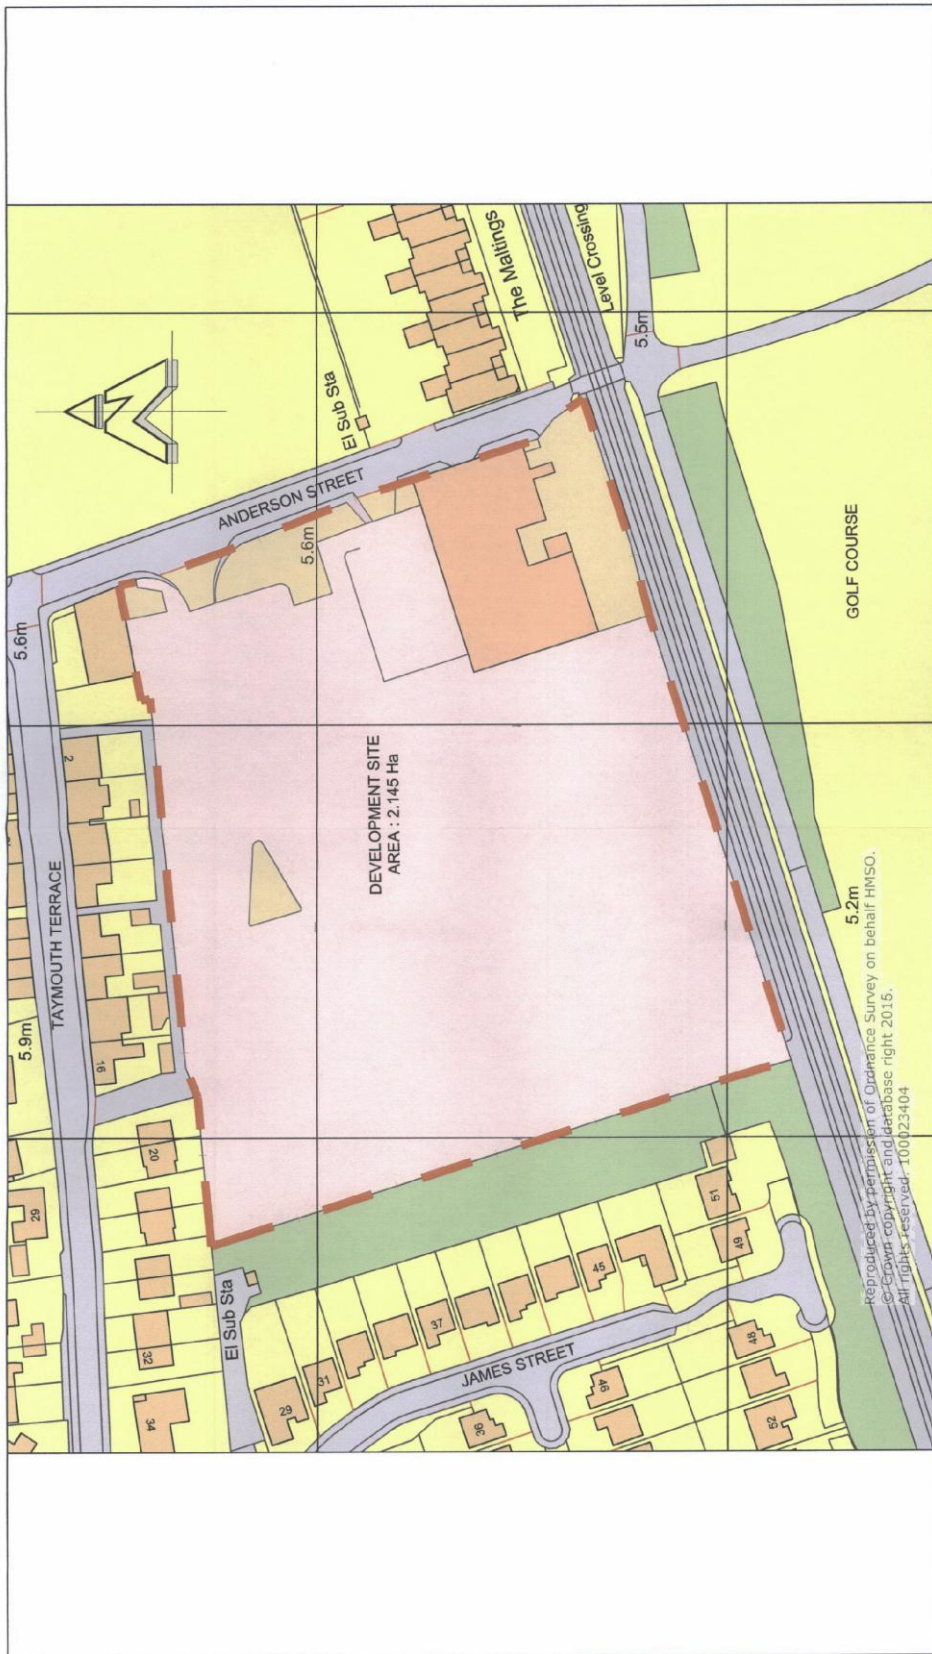 5.9m
TAYMOUTH TERRACE
5.6m
29
34
32
20
16
2
El Sub Sta
29
31
37
45
51
49
48
46
36
52
JAMES STREET
DEVELOPMENT SITE
AREA : 2.145 Ha
ANDERSON STREET
5.6m
El Sub Sta
The Maltings
Level Crossing
5.5m
GOLF COURSE
5.2m
Reproduced by permission of Ordnance Survey on behalf HMSO.
© Crown copyright and database right 2015.
All rights reserved. 100023404